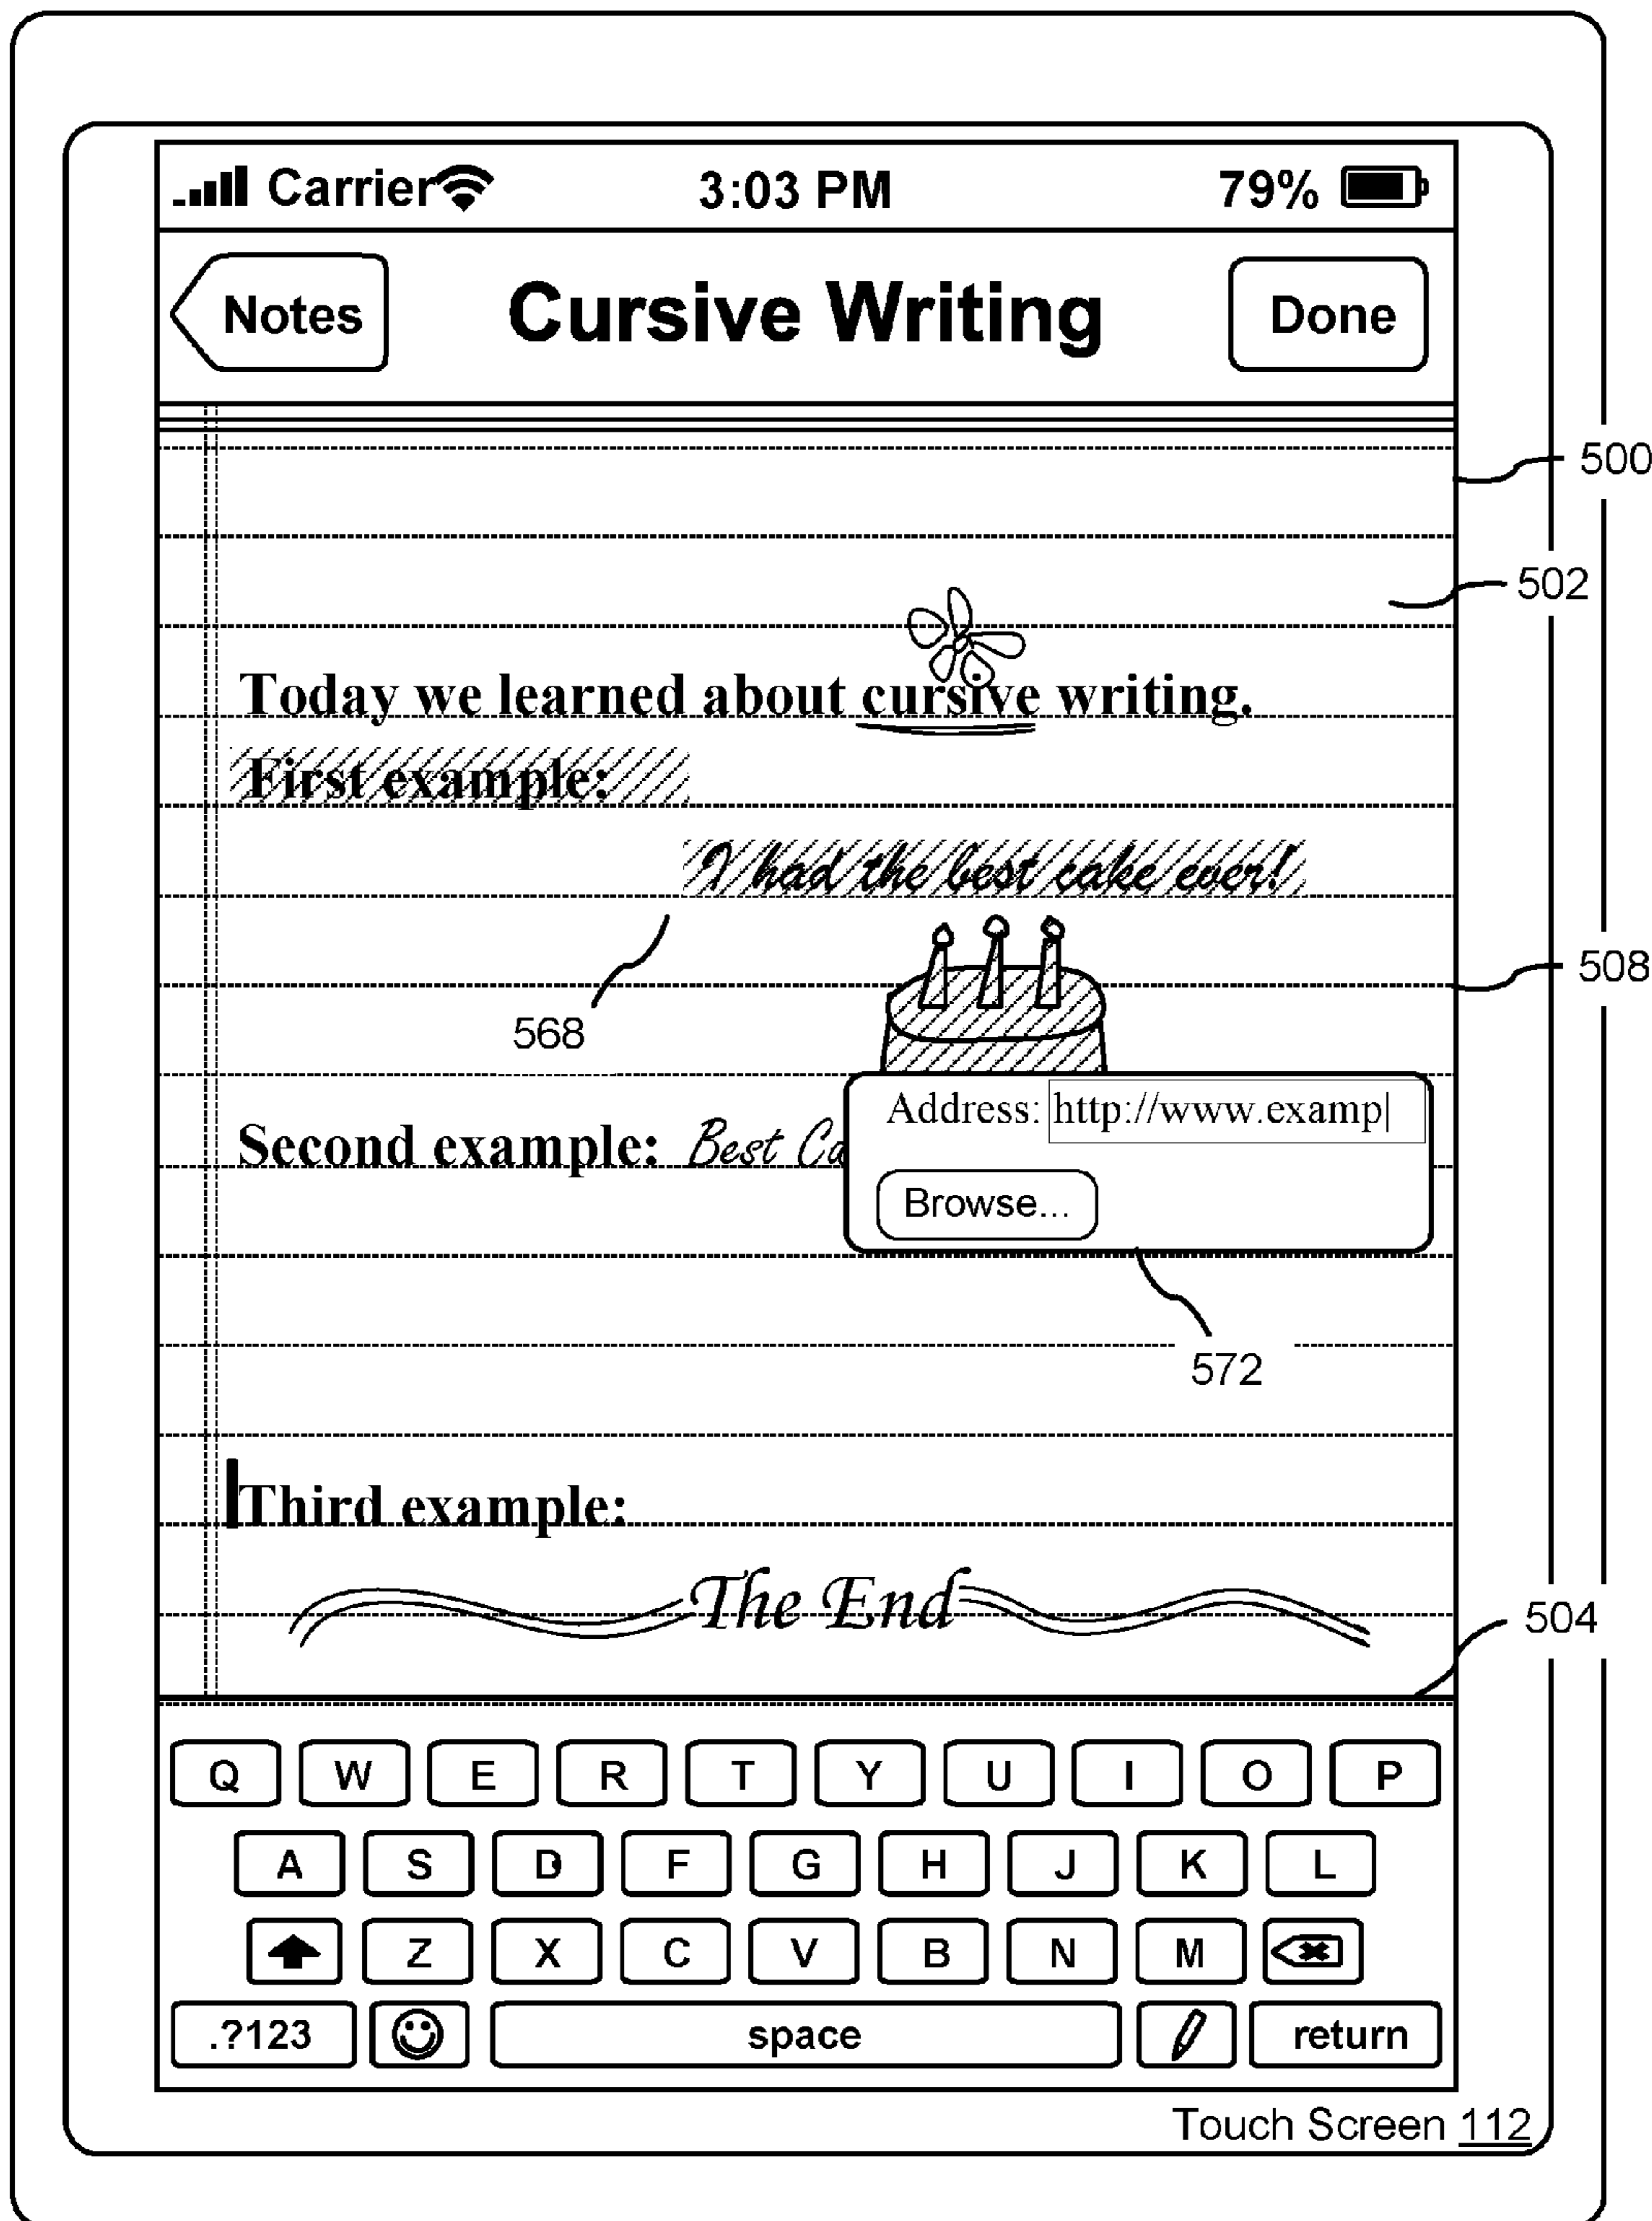 Carrier 3:03 PM 79%
Notes Cursive Writing Done
500
502
Today we learned about cursive writing.
First example:
I had the best cake ever!
508
568
Address: http://www.examp
Second example: Best Ca
Browse...
572
Third example:
The End
504
Q W E R T Y U I O P
A S D F G H J K L
Z X C V B N M
.?123 space return
Touch Screen 112